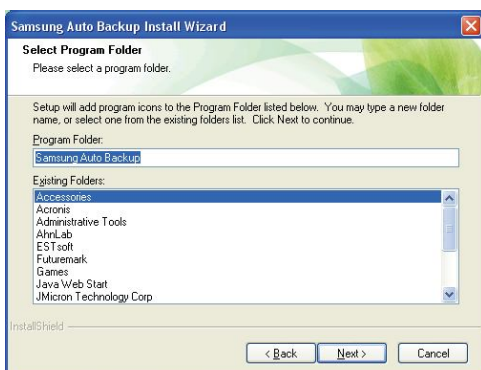 Samsung Auto Backup Install Wizard
Select Program Folder
Please select a program folder.
Setup will add program icons to the Program Folder listed below. You may type a new folder
name, or select one from the existing folders list. Click Next to continue.
Program Folder:
Samsung Auto Backup
Existing Folders:
Accessories
Acronis
Administrative Tools
AhnLab
ESTsoft
Futuremark
Games
Java Web Start
JMicron Technology Corp
InstallShield
< Back
Next >
Cancel